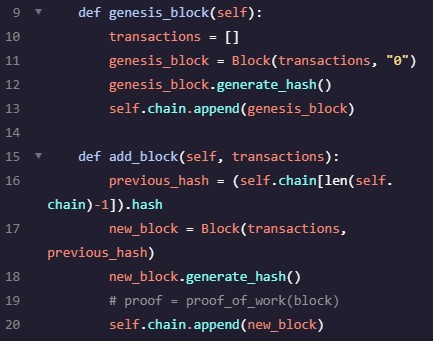 9 def genesis_block(self):
10 transactions = []
11 genesis_block = Block(transactions, "0")
12 genesis_block.generate_hash()
13 self.chain.append(genesis_block)
14
15 def add_block(self, transactions):
16 previous_hash = (self.chain[len(self.
chain)-1]).hash
17 new_block = Block(transactions,
previous_hash)
18 new_block.generate_hash()
19 # proof = proof_of_work(block)
20 self.chain.append(new_block)